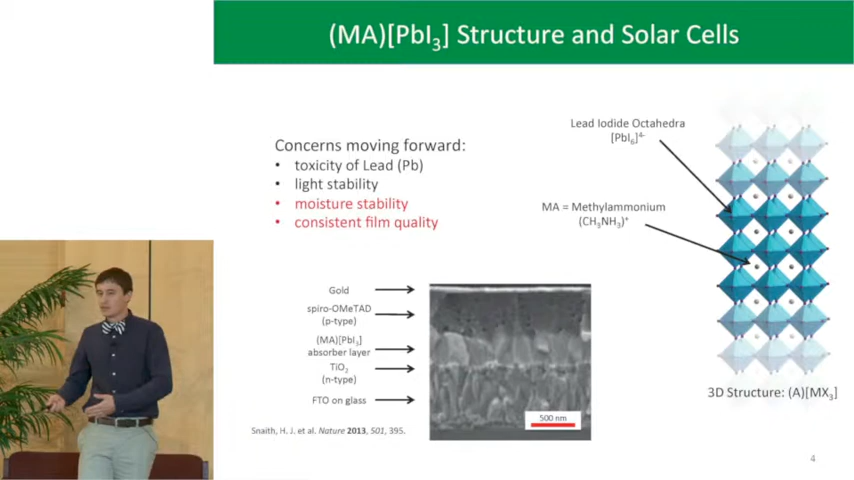 (MA)[PbI₃] Structure and Solar Cells
Concerns moving forward:
• toxicity of Lead (Pb)
• light stability
• moisture stability
• consistent film quality
Lead Iodide Octahedra
[PbI₆]⁴⁻
MA = Methylammonium
(CH₃NH₃)⁺
Gold
spiro-OMeTAD
(p-type)
(MA)[PbI₃]
absorber layer
TiO₂
(n-type)
FTO on glass
500 nm
3D Structure: (A)[MX₃]
Snaith, H. J. et al. Nature 2013, 501, 395.
4